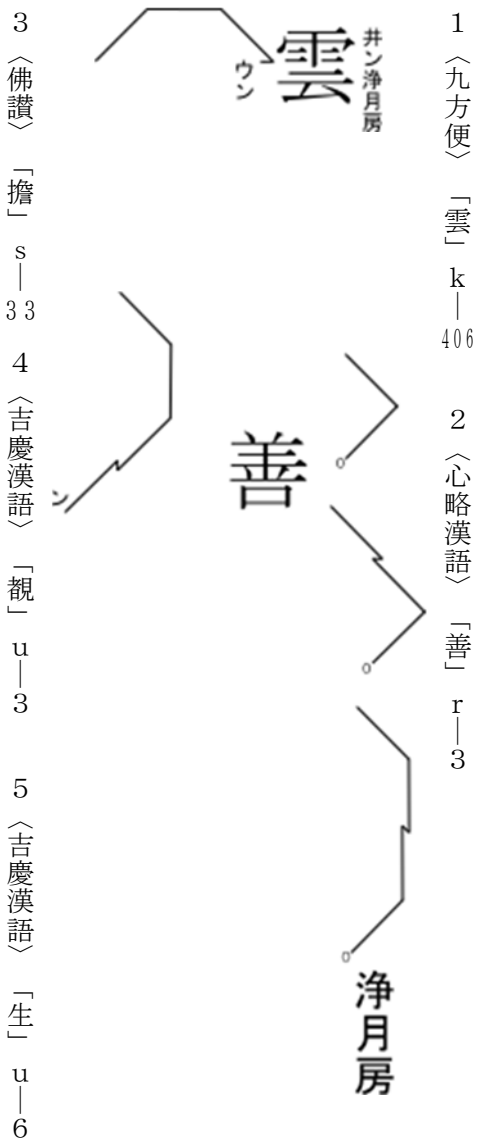 1〈九方便〉「雲」k—406　2〈心略漢語〉「善」r—3
井ン浄月房
雲
ウン
善
浄月房
ン
3〈佛讃〉「擔」s—33　4〈吉慶漢語〉「覩」u—3　5〈吉慶漢語〉「生」u—6